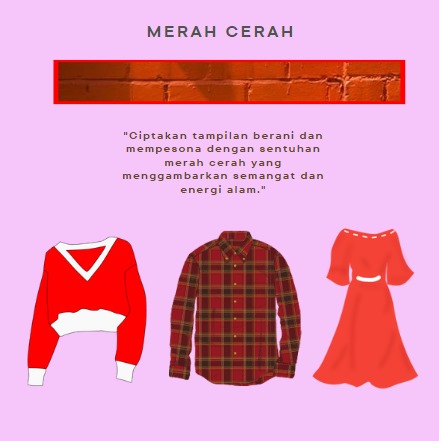 MERAH CERAH
"Ciptakan tampilan berani dan
mempesona dengan sentuhan
merah cerah yang
menggambarkan semangat dan
energi alam."